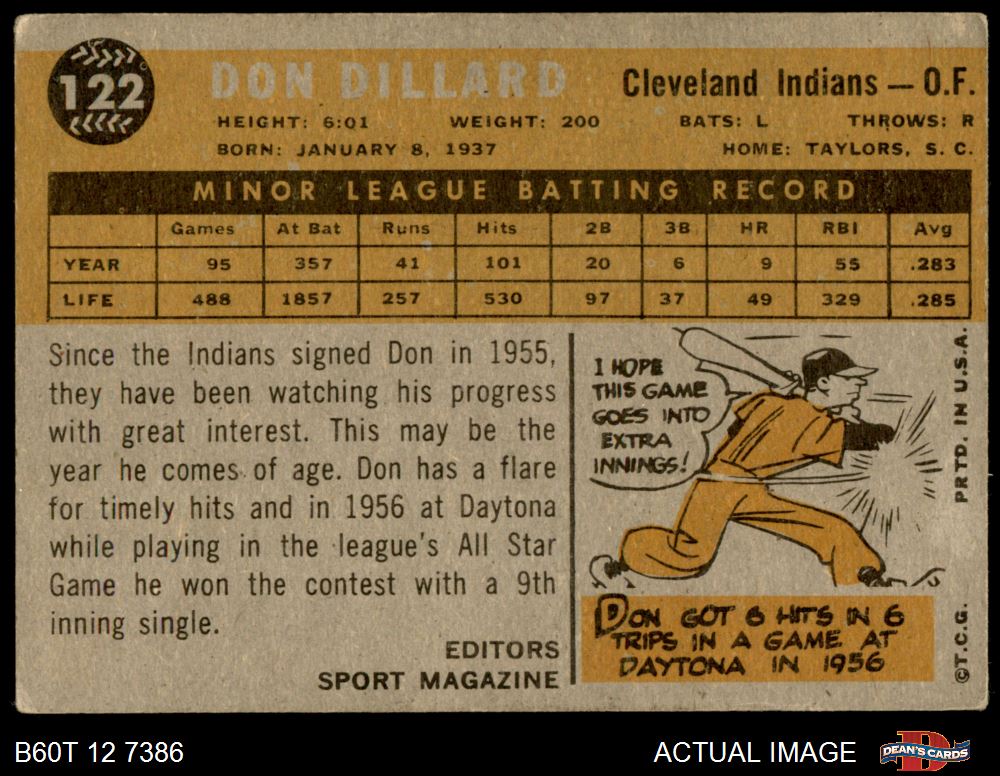 122
DON DILLARD
Cleveland Indians — O.F.
HEIGHT: 6:01 WEIGHT: 200 BATS: L THROWS: R
BORN: JANUARY 8, 1937 HOME: TAYLORS, S. C.
MINOR LEAGUE BATTING RECORD
Games At Bat Runs Hits 2B 3B HR RBI Avg
YEAR 95 357 41 101 20 6 9 55 .283
LIFE 488 1857 257 530 97 37 49 329 .285
Since the Indians signed Don in 1955,
they have been watching his progress
with great interest. This may be the
year he comes of age. Don has a flare
for timely hits and in 1956 at Daytona
while playing in the league's All Star
Game he won the contest with a 9th
inning single.
EDITORS
SPORT MAGAZINE
I HOPE
THIS GAME
GOES INTO
EXTRA
INNINGS!
DON GOT 6 HITS IN 6
TRIPS IN A GAME AT
DAYTONA IN 1956
©T.C.G. PRTD. IN U.S.A.
B60T 12 7386
ACTUAL IMAGE
D
DEAN'S CARDS